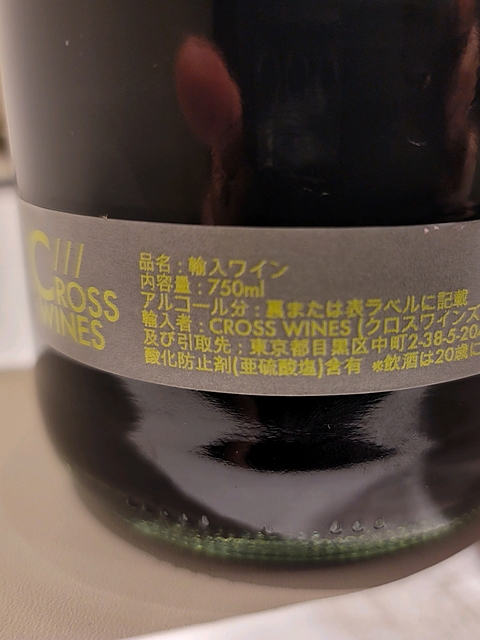 CROSS
WINES
品名：輸入ワイン
内容量：750ml
アルコール分：裏または表ラベルに記載
輸入者：CROSS WINES (クロスワインズ
及び引取先：東京都目黒区中町2-38-5-204
酸化防止剤(亜硫酸塩)含有 *飲酒は20歳に